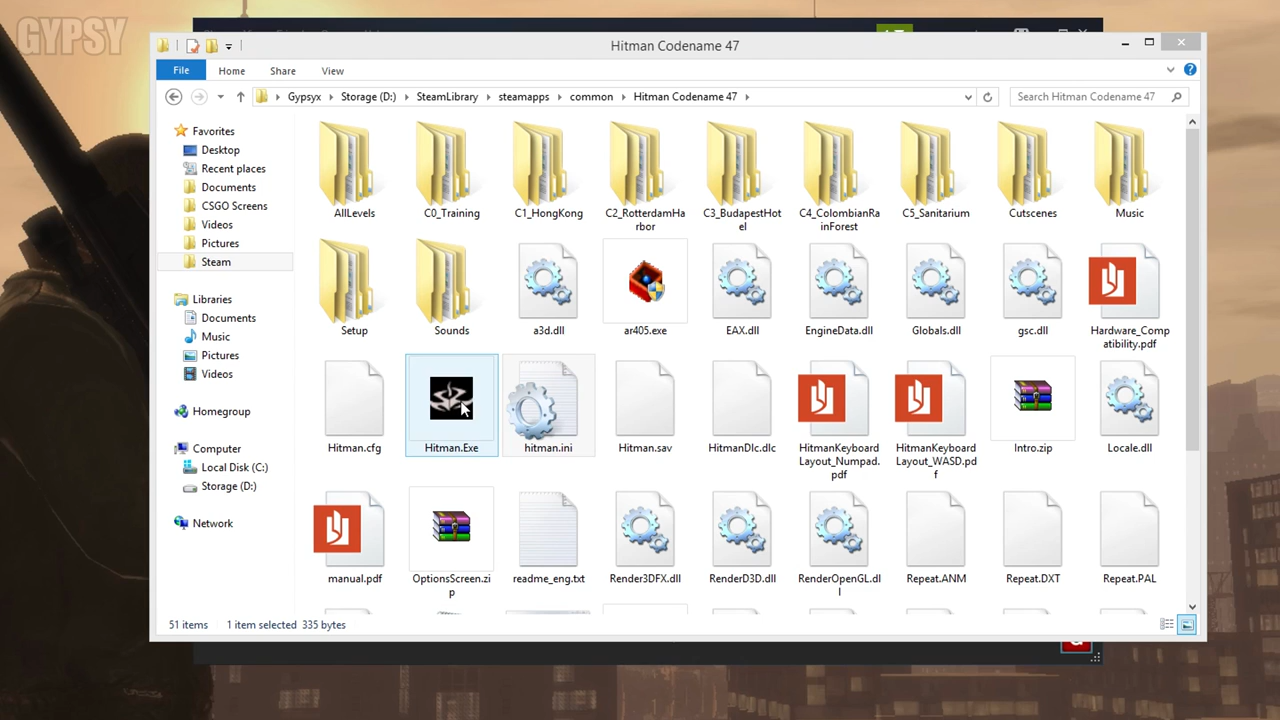 GYPSY
Hitman Codename 47
File
Home
Share
View
Gypsyx
Storage (D:)
SteamLibrary
steamapps
common
Hitman Codename 47
Search Hitman Codename 47
Favorites
Desktop
Recent places
Documents
CSGO Screens
Videos
Pictures
Steam
Libraries
Documents
Music
Pictures
Videos
Homegroup
Computer
Local Disk (C:)
Storage (D:)
Network
AllLevels
C0_Training
C1_HongKong
C2_RotterdamHa
rbor
C3_BudapestHot
el
C4_ColombianRa
inForest
C5_Sanitarium
Cutscenes
Music
Setup
Sounds
a3d.dll
ar405.exe
EAX.dll
EngineData.dll
Globals.dll
gsc.dll
Hardware_Comp
atibility.pdf
Hitman.cfg
Hitman.Exe
hitman.ini
Hitman.sav
HitmanDlc.dlc
HitmanKeyboard
Layout_Numpad.
pdf
HitmanKeyboard
Layout_WASD.pd
f
Intro.zip
Locale.dll
manual.pdf
OptionsScreen.zi
p
readme_eng.txt
Render3DFX.dll
RenderD3D.dll
RenderOpenGL.dl
l
Repeat.ANM
Repeat.DXT
Repeat.PAL
51 items
1 item selected 335 bytes